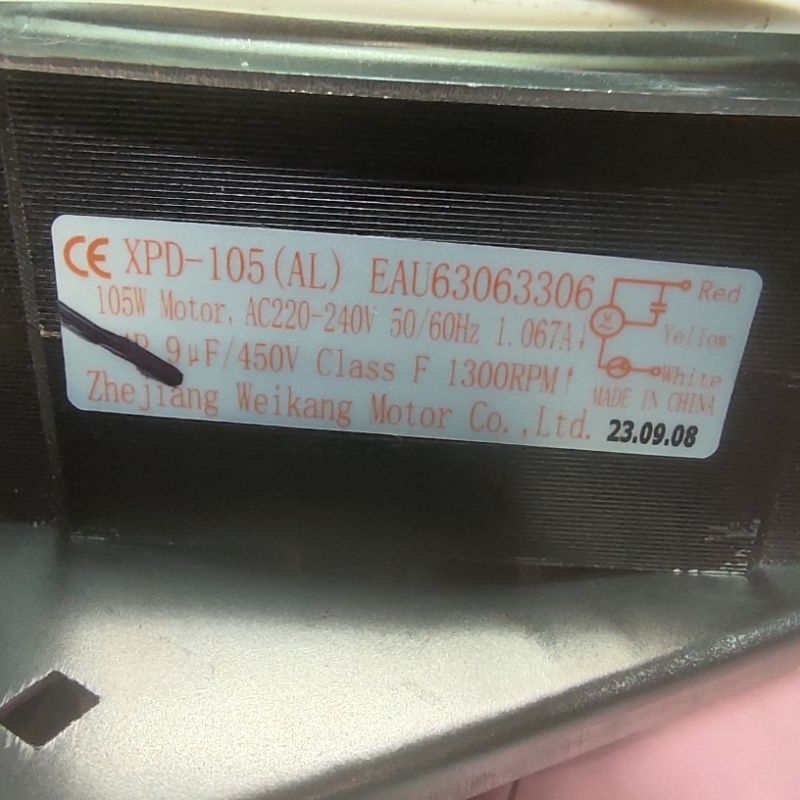 CE XPD-105(AL) EAU63063306
105W Motor, AC220-240V 50/60Hz 1.067A↓
9μF/450V Class F 1300RPM↑
Zhejiang Weikang Motor Co.,Ltd. 23.09.08
M
Red
Yellow
White
MADE IN CHINA